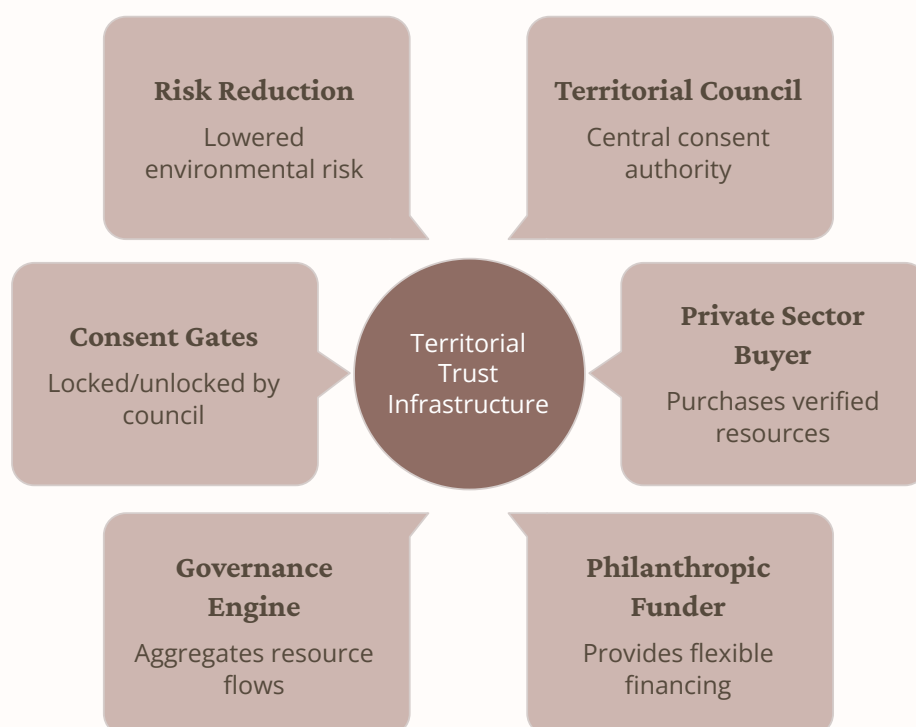 Risk Reduction
Lowered
environmental risk
Territorial Council
Central consent
authority
Consent Gates
Locked/unlocked by
council
Territorial
Trust
Infrastructure
Private Sector
Buyer
Purchases verified
resources
Governance
Engine
Aggregates resource
flows
Philanthropic
Funder
Provides flexible
financing